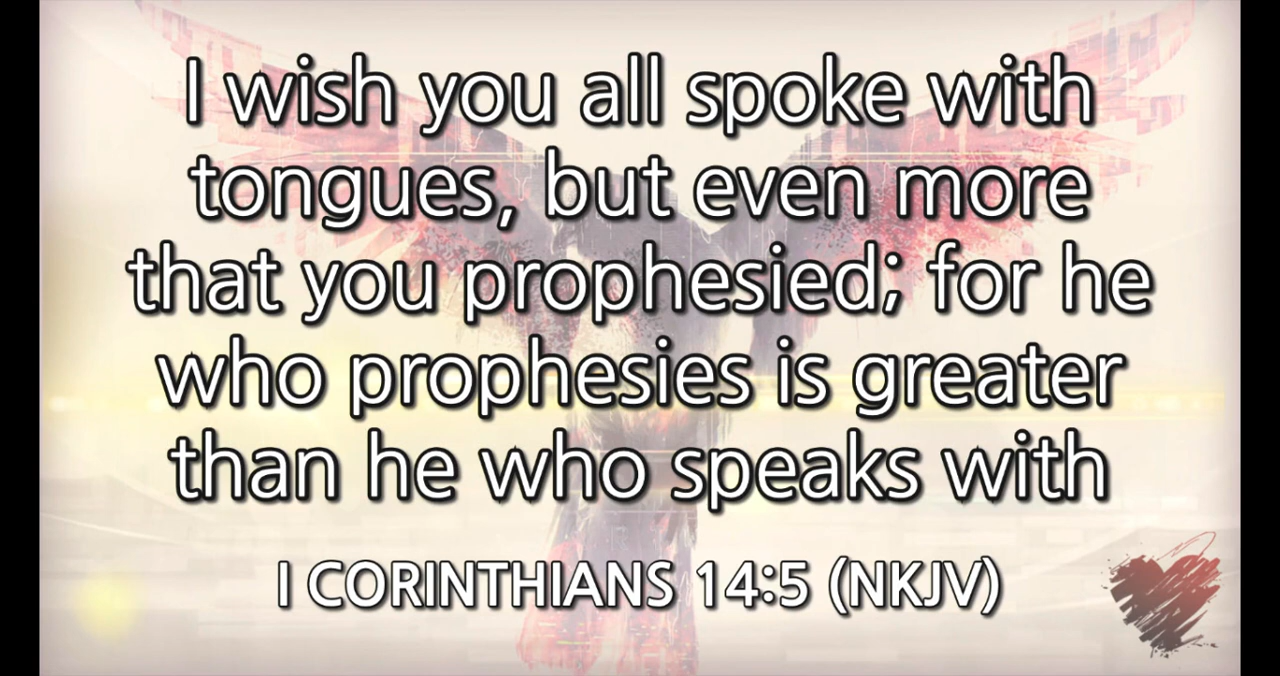 I wish you all spoke with
tongues, but even more
that you prophesied; for he
who prophesies is greater
than he who speaks with
I CORINTHIANS 14:5 (NKJV)